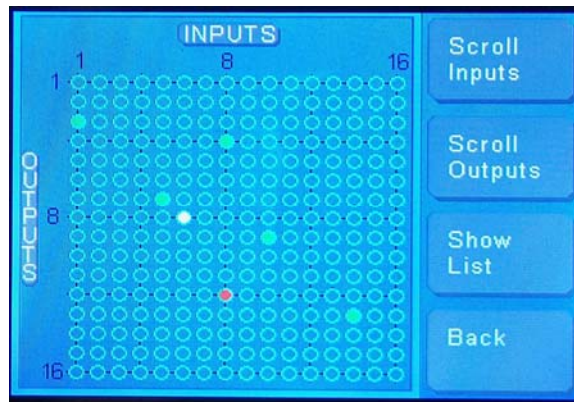 INPUTS
1 8 16
1
8
16
OUTPUTS
Scroll
Inputs
Scroll
Outputs
Show
List
Back